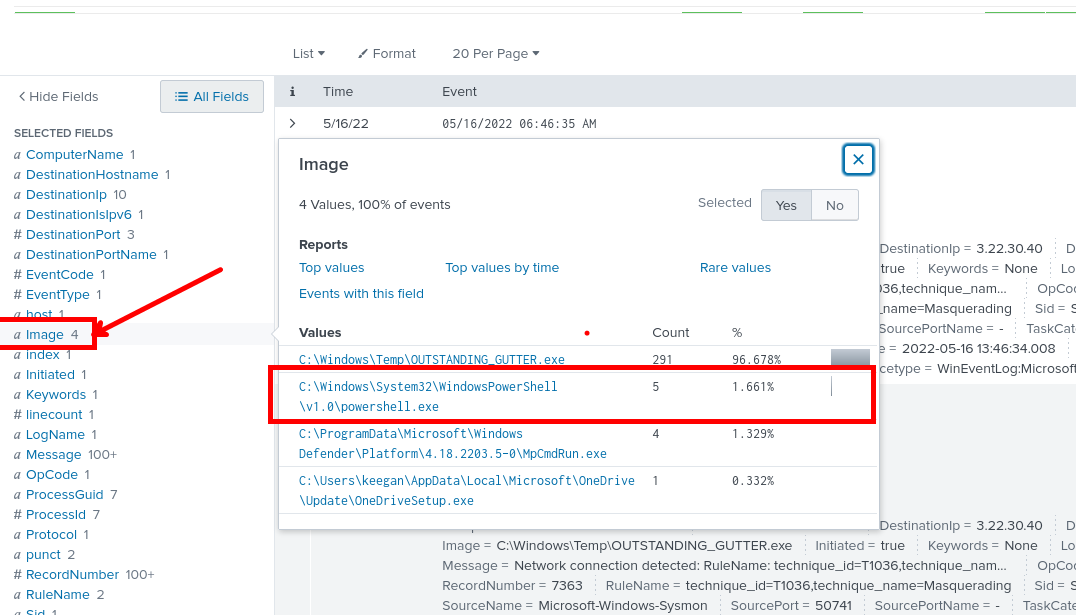 List
Format
20 Per Page
Hide Fields
All Fields
i Time Event
SELECTED FIELDS
5/16/22 05/16/2022 06:46:35 AM
a ComputerName 1
a DestinationHostname 1
a DestinationIp 10
a DestinationIsIpv6 1
# DestinationPort 3
a DestinationPortName 1
# EventCode 1
# EventType 1
a host 1
a Image 4
a index 1
a Initiated 1
a Keywords 1
# linecount 1
a LogName 1
a Message 100+
a OpCode 1
a ProcessGuid 7
# ProcessId 7
a Protocol 1
a punct 2
# RecordNumber 100+
a RuleName 2
a Sid 1
Image
4 Values, 100% of events
Selected Yes No
Reports
Top values Top values by time Rare values
Events with this field
Values Count %
C:\Windows\Temp\OUTSTANDING_GUTTER.exe 291 96.678%
C:\Windows\System32\WindowsPowerShell 5 1.661%
\v1.0\powershell.exe
C:\ProgramData\Microsoft\Windows 4 1.329%
Defender\Platform\4.18.2203.5-0\MpCmdRun.exe
C:\Users\keegan\AppData\Local\Microsoft\OneDrive 1 0.332%
\Update\OneDriveSetup.exe
DestinationIp = 3.22.30.40 D
true Keywords = None Lo
036,technique_nam... OpCo
_name=Masquerading Sid = S
SourcePortName = - TaskCate
e = 2022-05-16 13:46:34.008
cetype = WinEventLog:Microsoft
DestinationIp = 3.22.30.40 D
Image = C:\Windows\Temp\OUTSTANDING_GUTTER.exe Initiated = true Keywords = None Lo
Message = Network connection detected: RuleName: technique_id=T1036,technique_nam... OpCo
RecordNumber = 7363 RuleName = technique_id=T1036,technique_name=Masquerading Sid = S
SourceName = Microsoft-Windows-Sysmon SourcePort = 50741 SourcePortName = - TaskCate